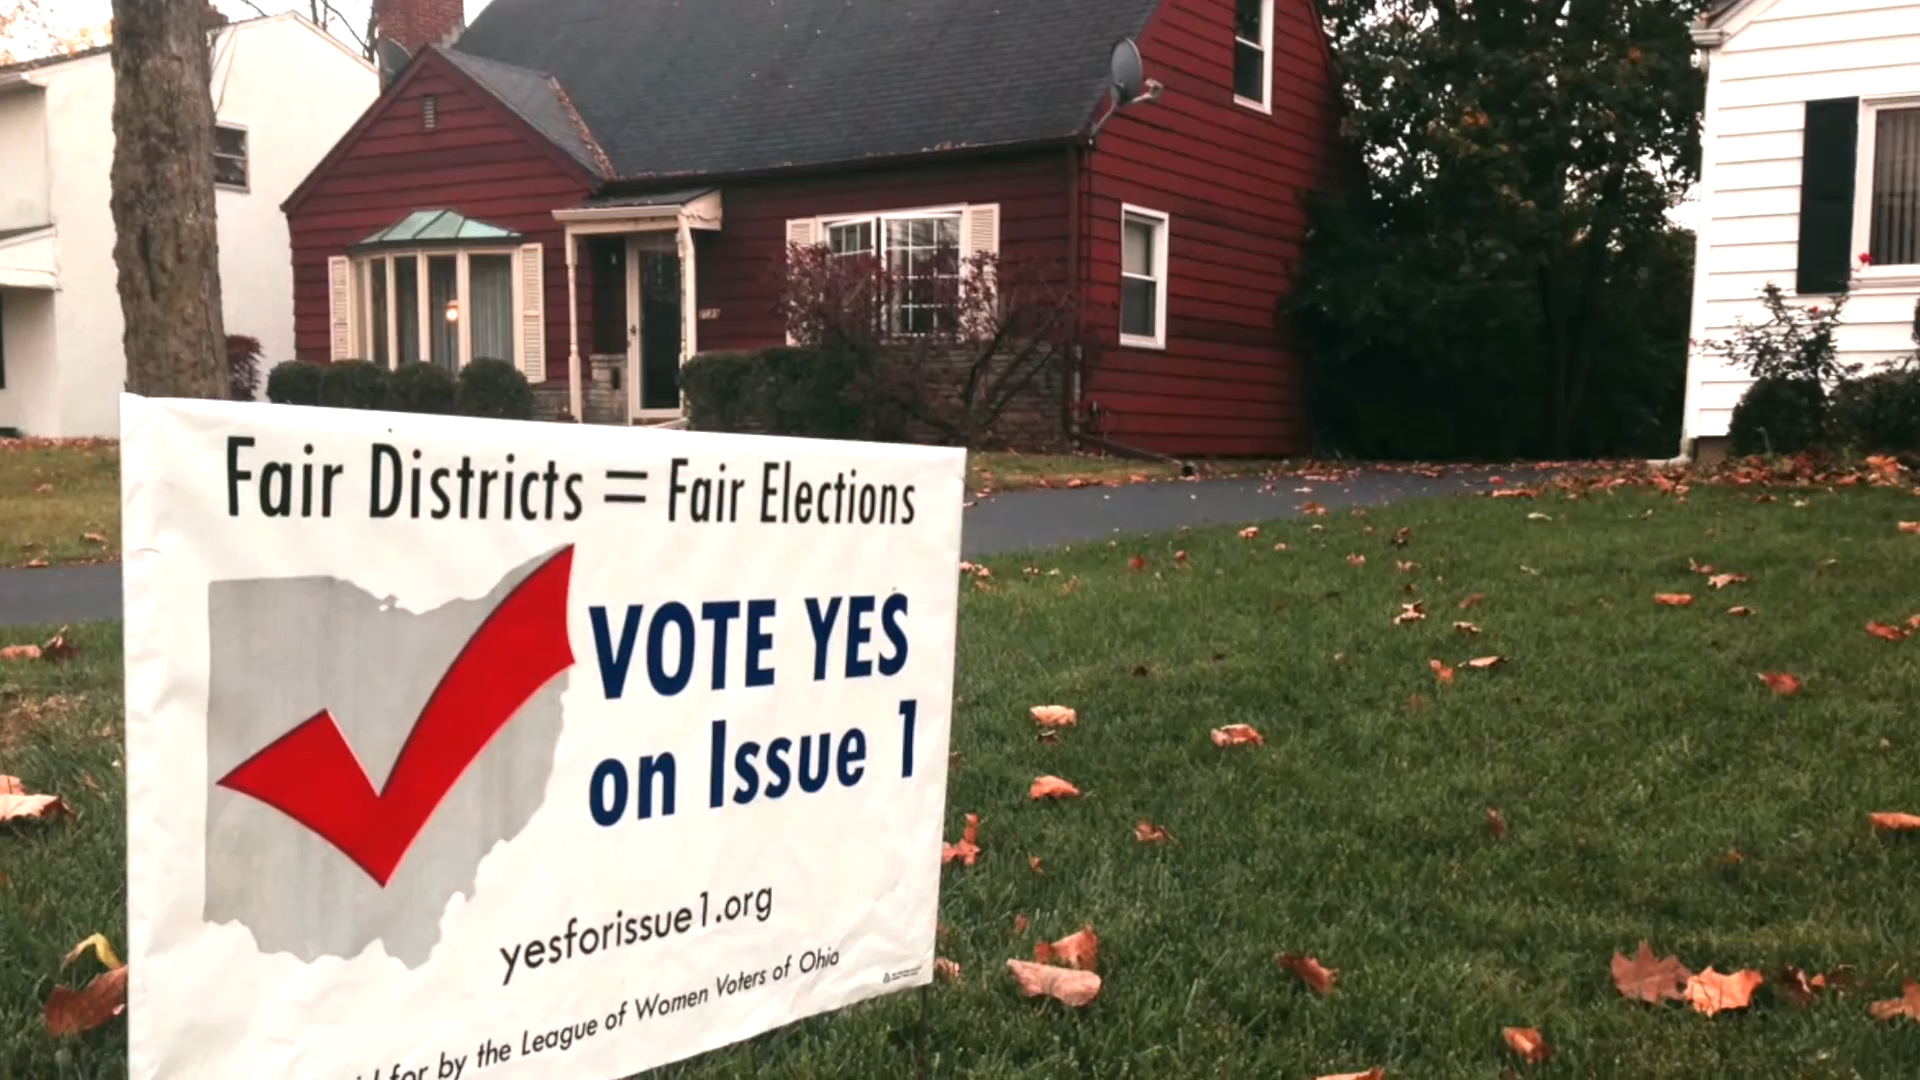 Fair Districts = Fair Elections
VOTE YES
on Issue 1
yesforissue1.org
for by the League of Women Voters of Ohio